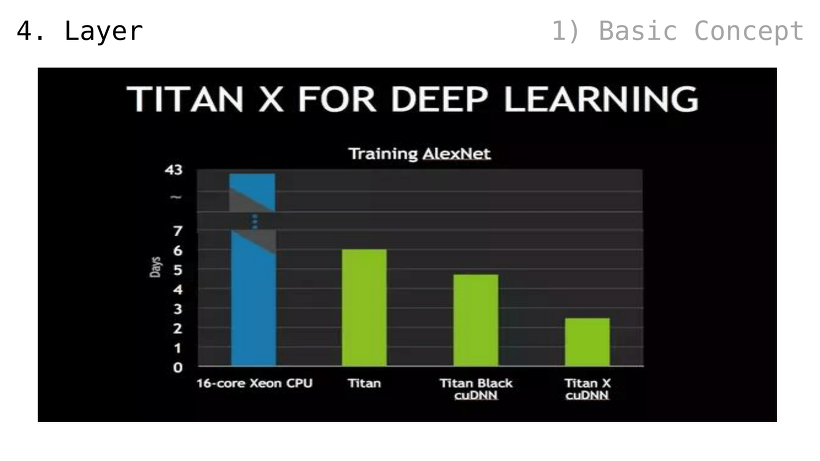 4. Layer
1) Basic Concept
TITAN X FOR DEEP LEARNING
Training AlexNet
43
~
7
6
5
4
3
2
1
0
Days
16-core Xeon CPU
Titan
Titan Black
cuDNN
Titan X
cuDNN